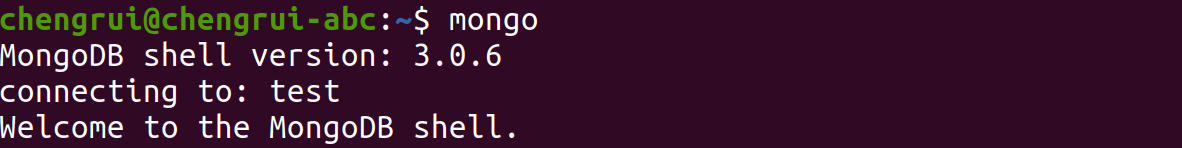 chengrui@chengrui-abc:~$ mongo
MongoDB shell version: 3.0.6
connecting to: test
Welcome to the MongoDB shell.